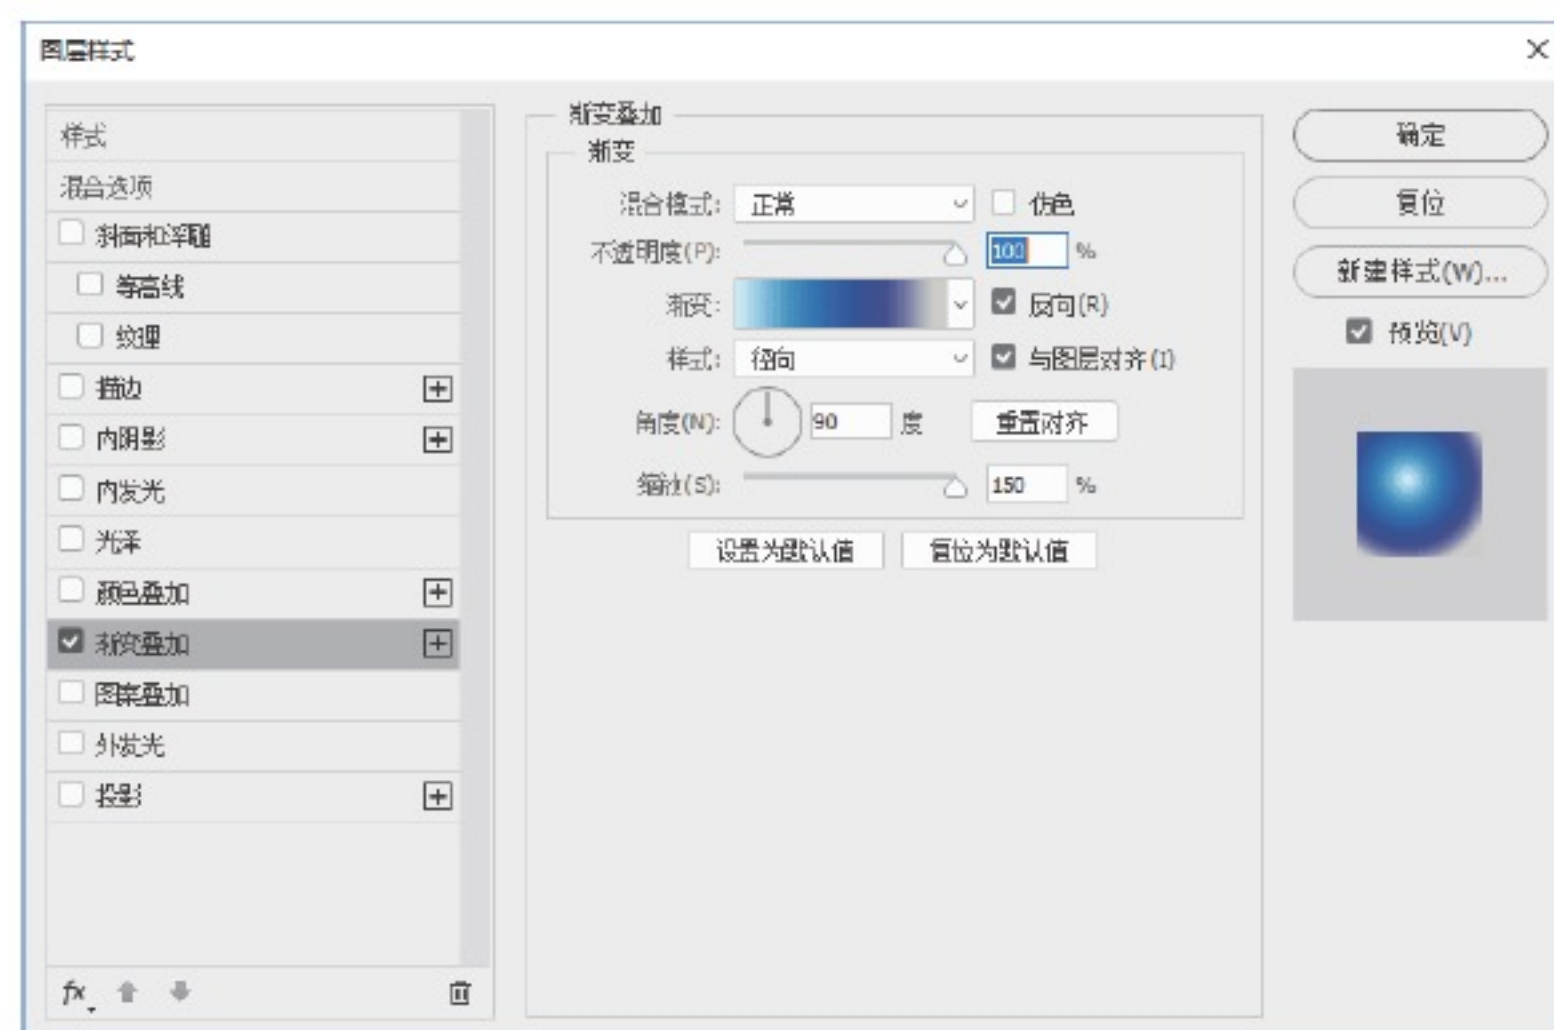 图层样式
样式
混合选项
斜面和浮雕
等高线
纹理
描边
内阴影
内发光
光泽
颜色叠加
渐变叠加
图案叠加
外发光
投影
fx
渐变叠加
渐变
混合模式: 正常 仿色
不透明度(P): 100 %
渐变: 反向(R)
样式: 径向 与图层对齐(I)
角度(N): 90 度 重置对齐
缩放(S): 150 %
设置为默认值 复位为默认值
确定
复位
新建样式(W)...
预览(V)